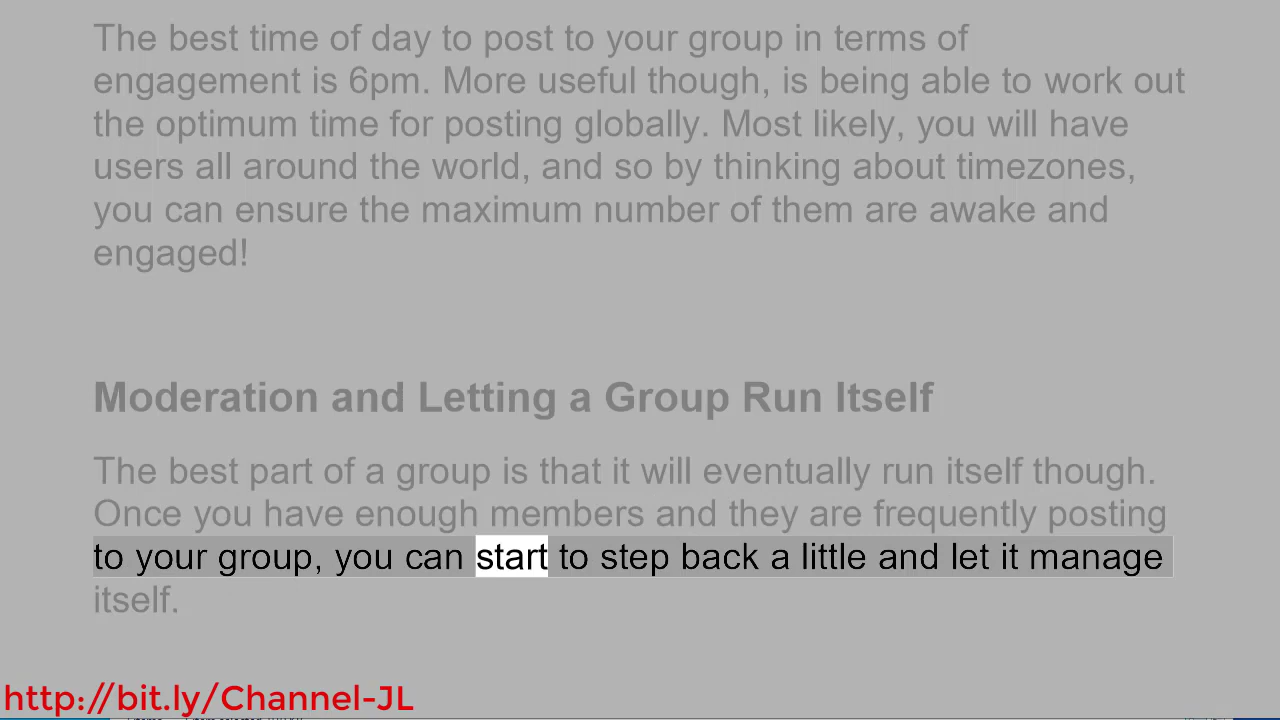 The best time of day to post to your group in terms of
engagement is 6pm. More useful though, is being able to work out
the optimum time for posting globally. Most likely, you will have
users all around the world, and so by thinking about timezones,
you can ensure the maximum number of them are awake and
engaged!
Moderation and Letting a Group Run Itself
The best part of a group is that it will eventually run itself though.
Once you have enough members and they are frequently posting
to your group, you can start to step back a little and let it manage
itself.
http://bit.ly/Channel-JL